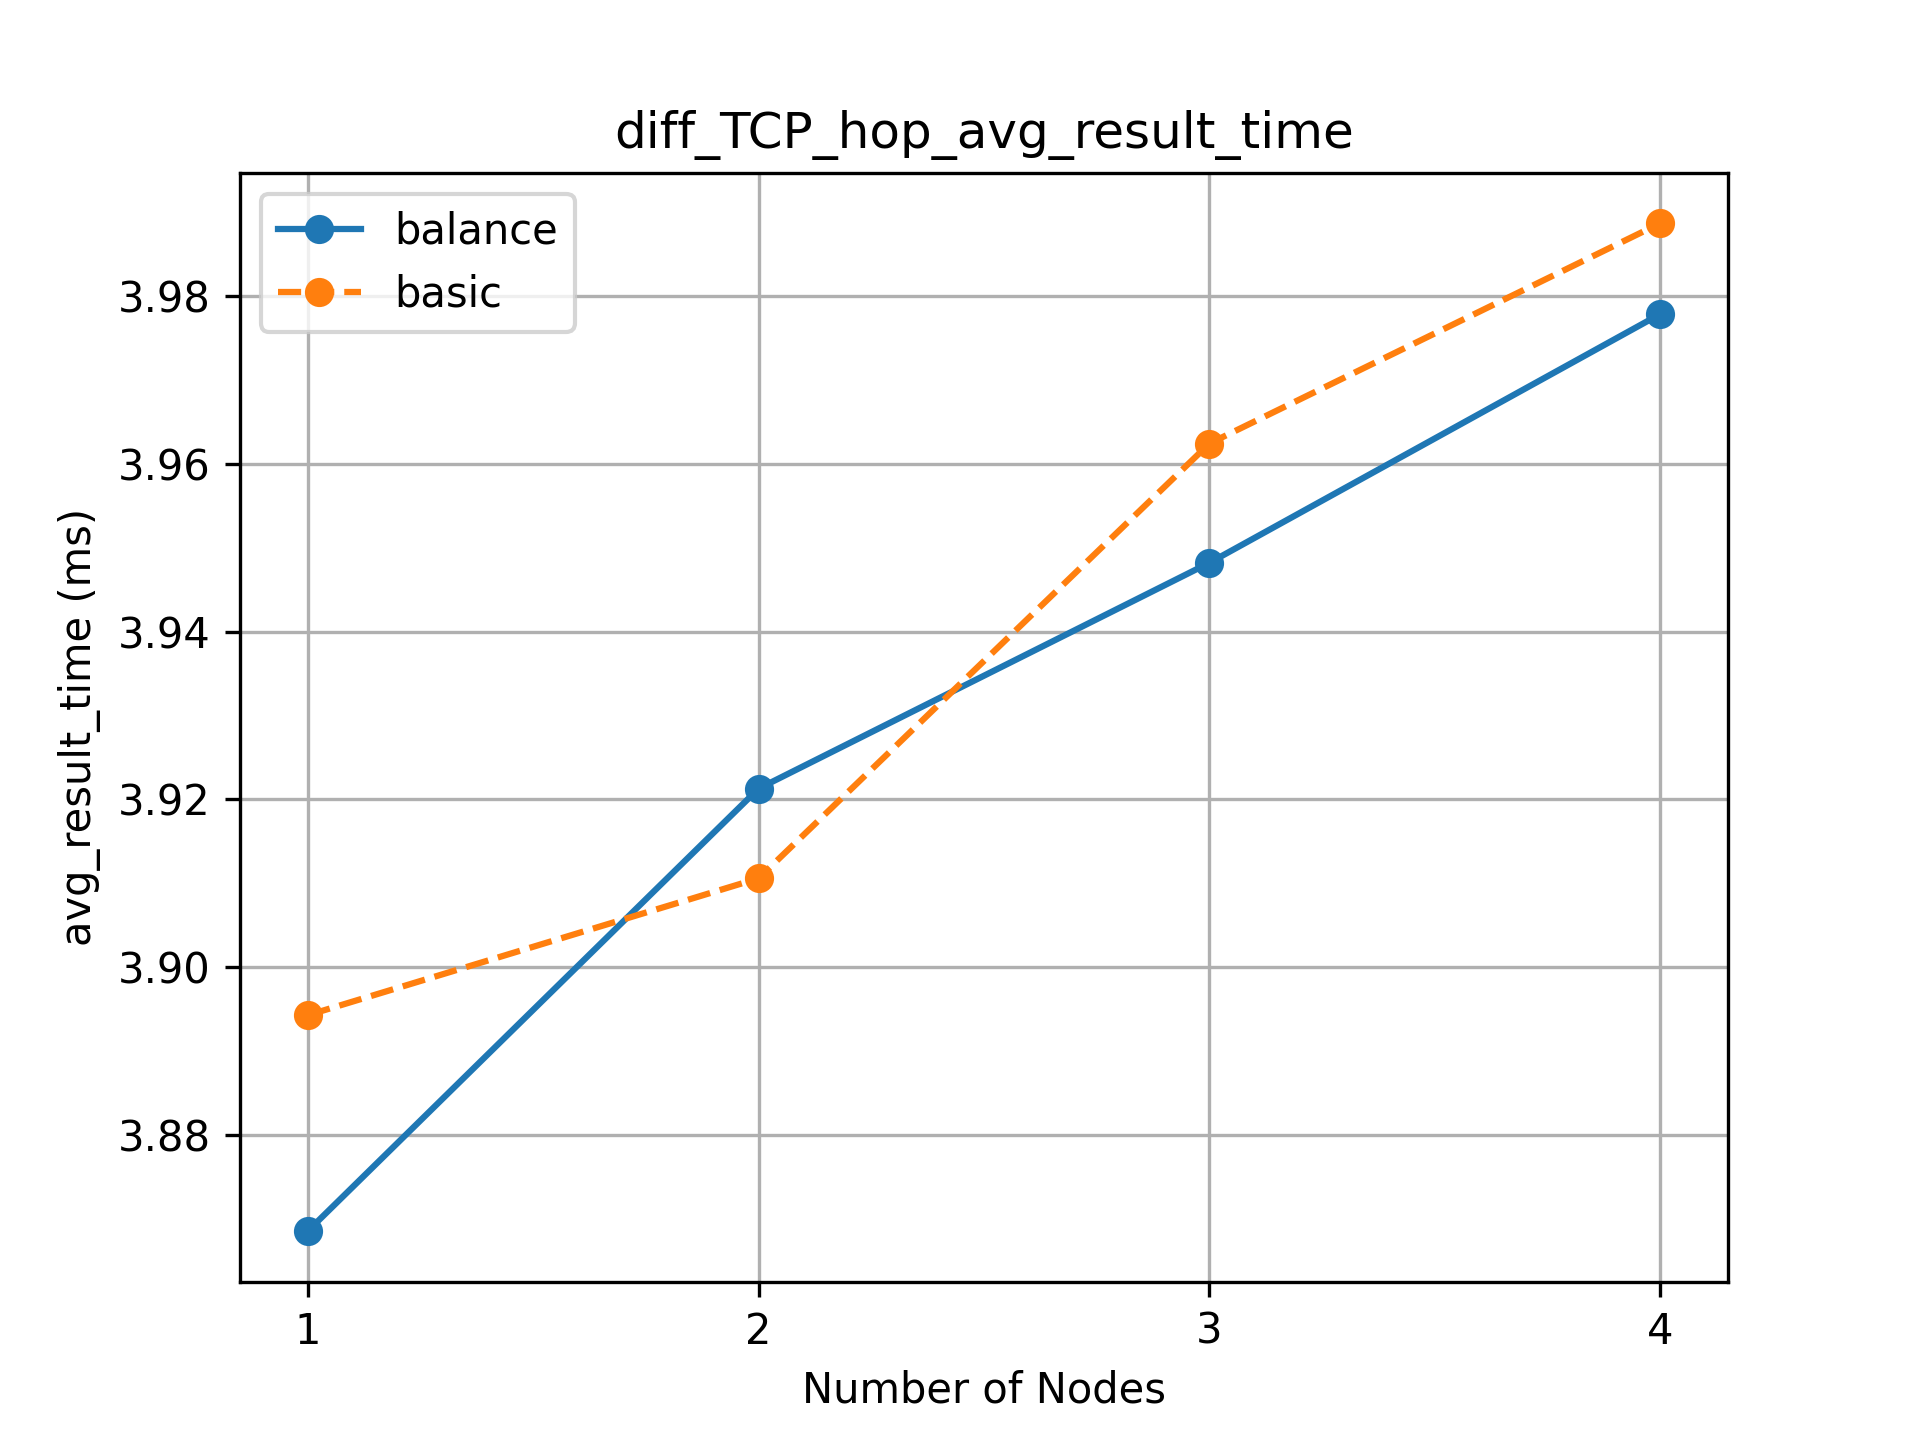 diff_TCP_hop_avg_result_time
balance
basic
avg_result_time (ms)
3.98
3.96
3.94
3.92
3.90
3.88
1 2 3 4
Number of Nodes